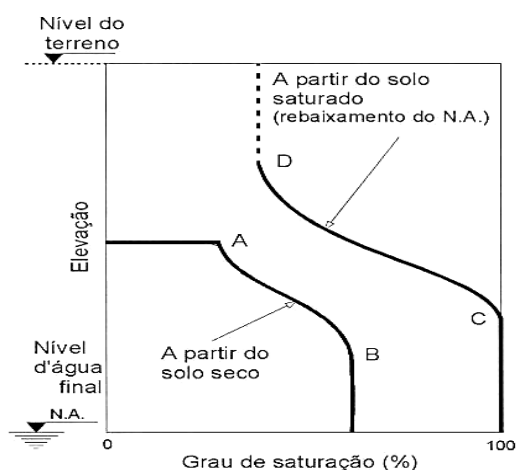 Nível do
terreno
A partir do solo
saturado
(rebaixamento do N.A.)
D
Elevação
A
C
Nível
d'água
final
A partir do
solo seco
B
N.A.
0
100
Grau de saturação (%)